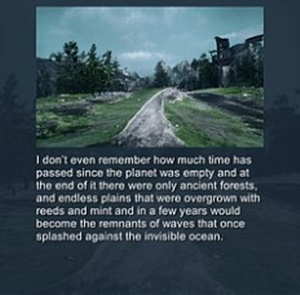 I don't even remember how much time has
passed since the planet was empty and at
the end of it there were only ancient forests,
and endless plains that were overgrown with
reeds and mint and in a few years would
become the remnants of waves that once
splashed against the invisible ocean.